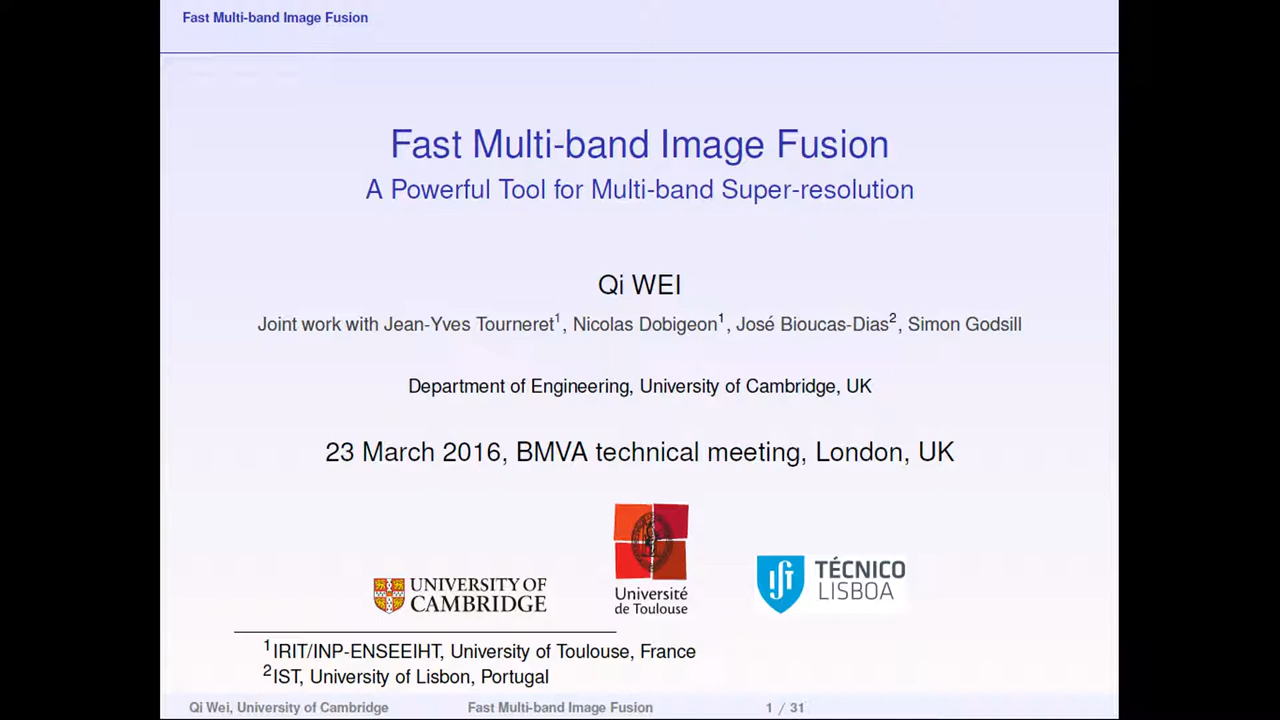 Fast Multi-band Image Fusion
Fast Multi-band Image Fusion
A Powerful Tool for Multi-band Super-resolution
Qi WEI
Joint work with Jean-Yves Tourneret¹, Nicolas Dobigeon¹, José Bioucas-Dias², Simon Godsill
Department of Engineering, University of Cambridge, UK
23 March 2016, BMVA technical meeting, London, UK
UNIVERSITY OF
CAMBRIDGE
Université
de Toulouse
TÉCNICO
LISBOA
¹IRIT/INP-ENSEEIHT, University of Toulouse, France
²IST, University of Lisbon, Portugal
Qi Wei, University of Cambridge Fast Multi-band Image Fusion 1 / 31